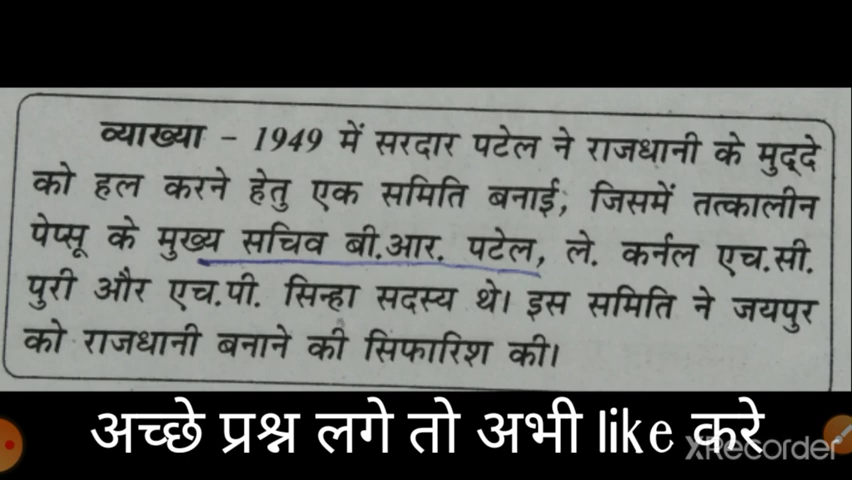 व्याख्या – 1949 में सरदार पटेल ने राजधानी के मुद्दे
को हल करने हेतु एक समिति बनाई, जिसमें तत्कालीन
पेप्सू के मुख्य सचिव बी.आर. पटेल, ले. कर्नल एच.सी.
पुरी और एच.पी. सिन्हा सदस्य थे। इस समिति ने जयपुर
को राजधानी बनाने की सिफारिश की।
अच्छे प्रश्न लगे तो अभी like करे
XRecorder